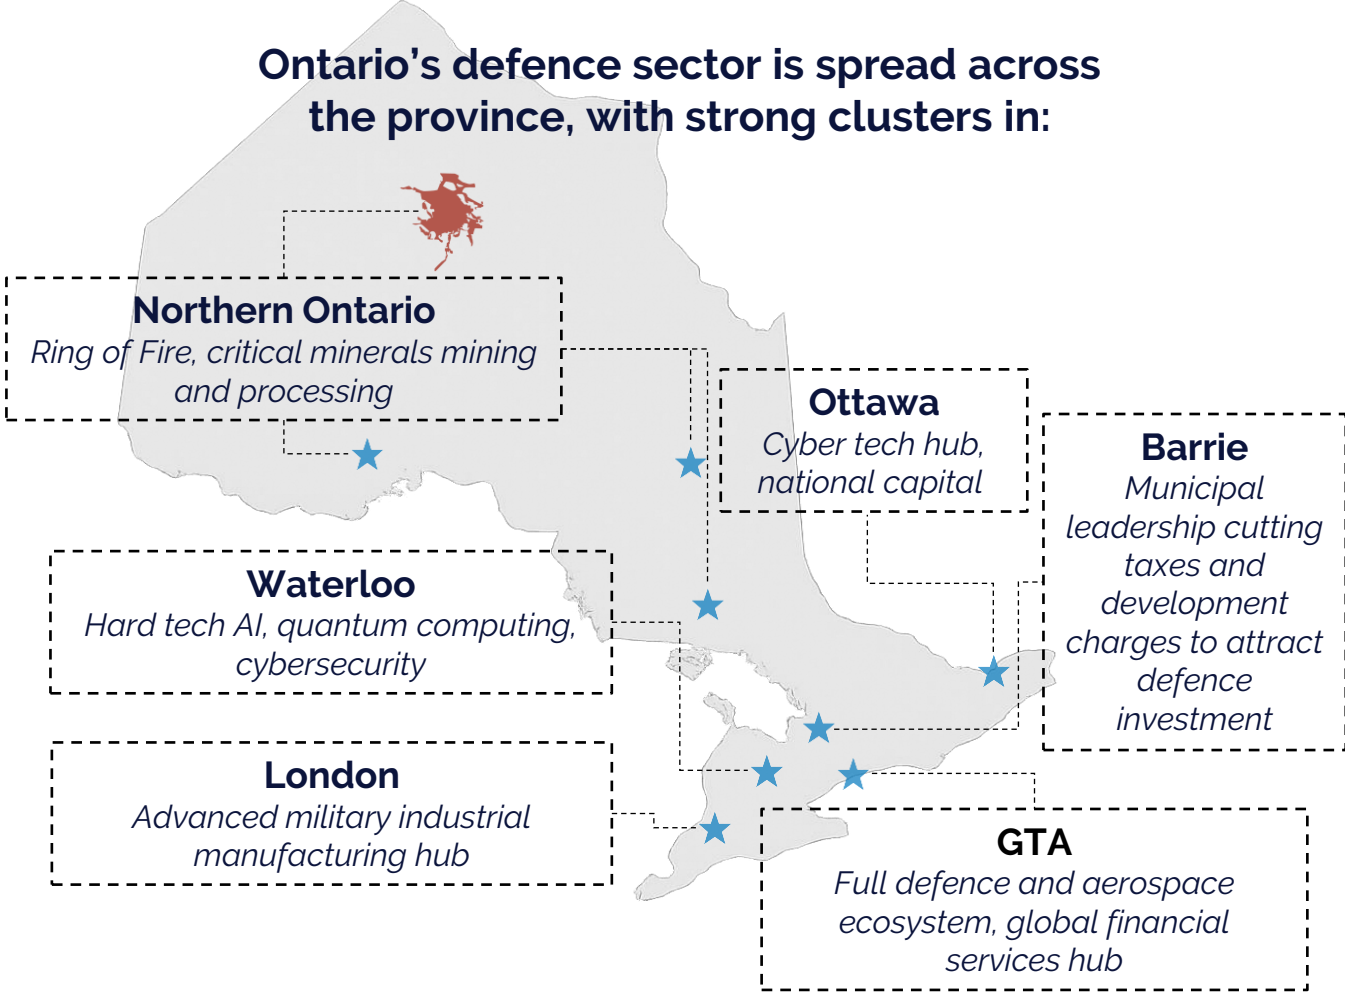 Ontario’s defence sector is spread across
the province, with strong clusters in:
Northern Ontario
Ring of Fire, critical minerals mining
and processing
Ottawa
Cyber tech hub,
national capital
Barrie
Municipal
leadership cutting
taxes and
development
charges to attract
defence
investment
Waterloo
Hard tech AI, quantum computing,
cybersecurity
London
Advanced military industrial
manufacturing hub
GTA
Full defence and aerospace
ecosystem, global financial
services hub